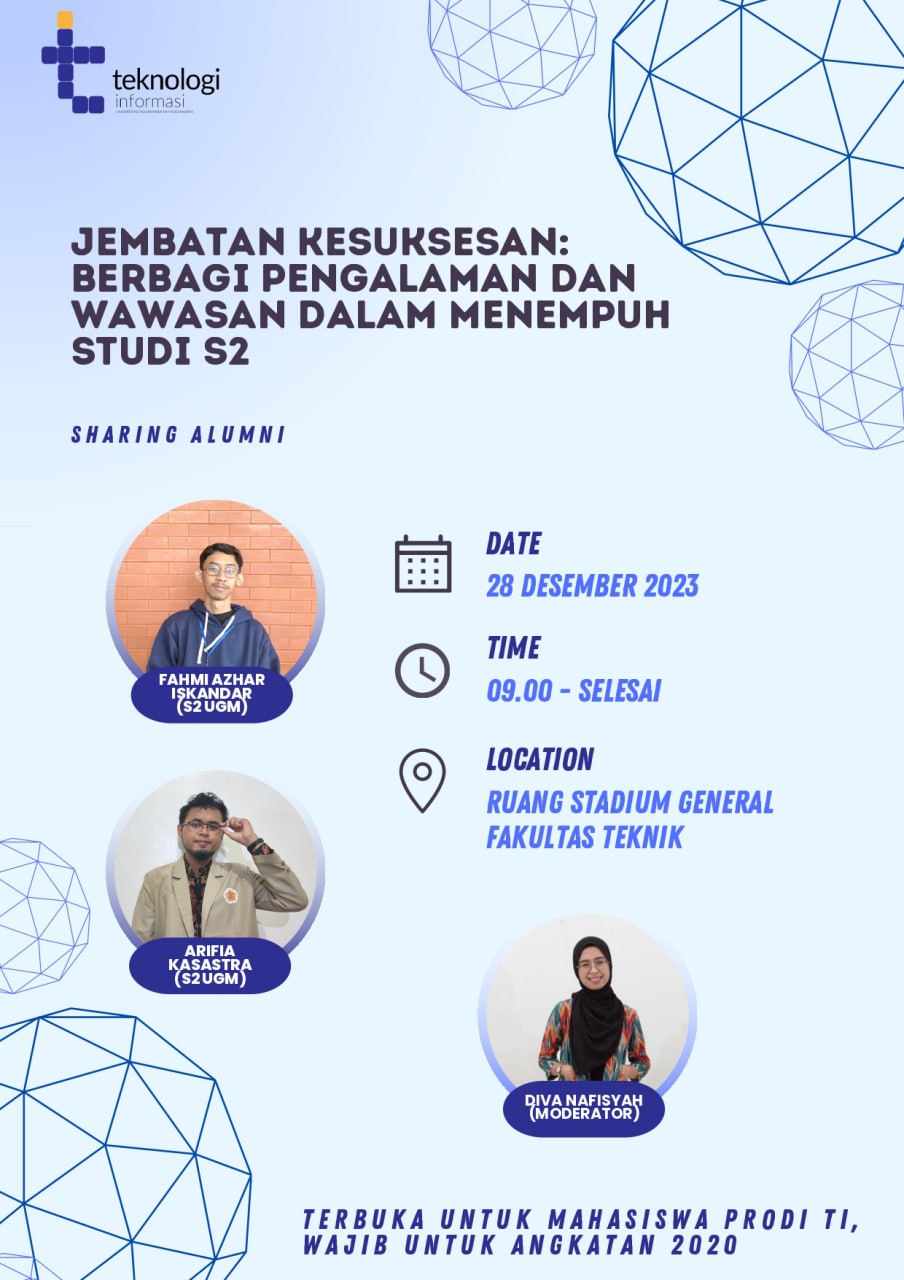 teknologi
informasi
JEMBATAN KESUKSESAN:
BERBAGI PENGALAMAN DAN
WAWASAN DALAM MENEMPUH
STUDI S2
SHARING ALUMNI
FAHMI AZHAR
ISKANDAR
(S2 UGM)
DATE
28 DESEMBER 2023
TIME
09.00 - SELESAI
LOCATION
RUANG STADIUM GENERAL
FAKULTAS TEKNIK
ARIFIA
KASASTRA
(S2 UGM)
DIVA NAFISYAH
(MODERATOR)
TERBUKA UNTUK MAHASISWA PRODI TI,
WAJIB UNTUK ANGKATAN 2020